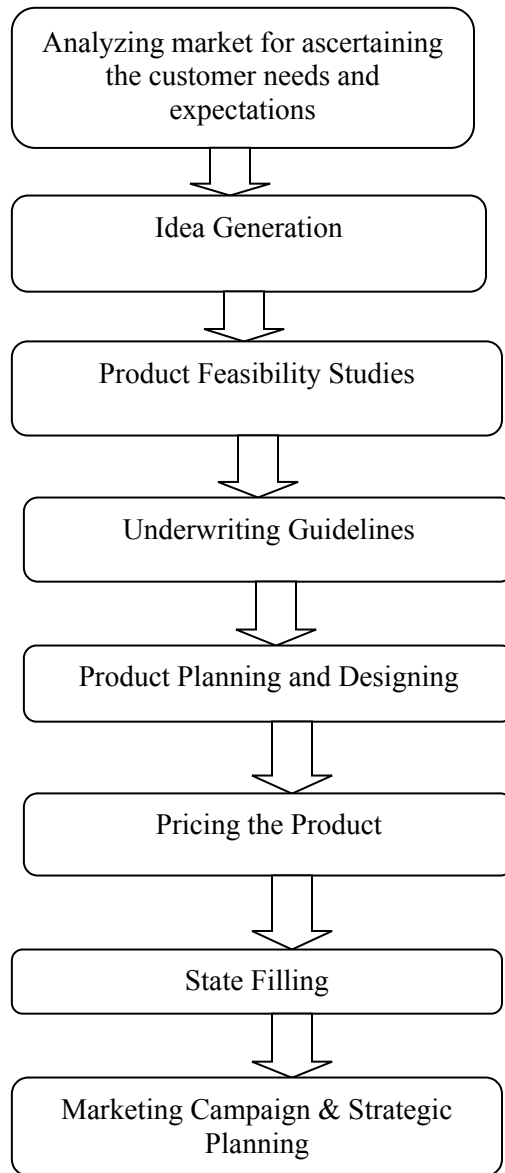 Analyzing market for ascertaining
the customer needs and
expectations
Idea Generation
Product Feasibility Studies
Underwriting Guidelines
Product Planning and Designing
Pricing the Product
State Filling
Marketing Campaign & Strategic
Planning